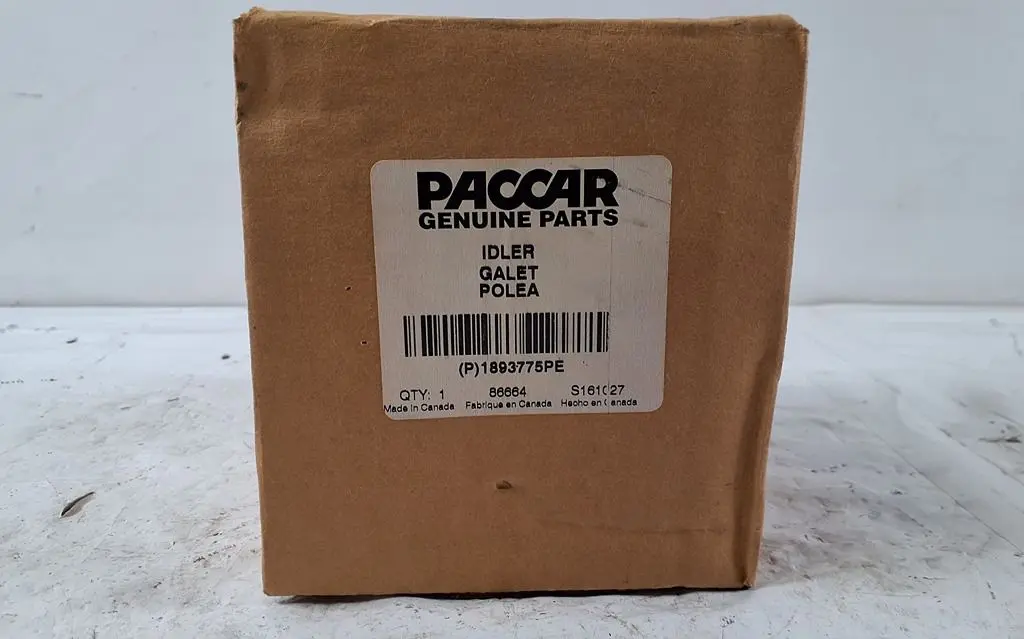 PACCAR
GENUINE PARTS
IDLER
GALET
POLEA
(P)1893775PE
QTY: 1 86664 S161027
Made in Canada Fabriqué en Canada Hecho en Canada